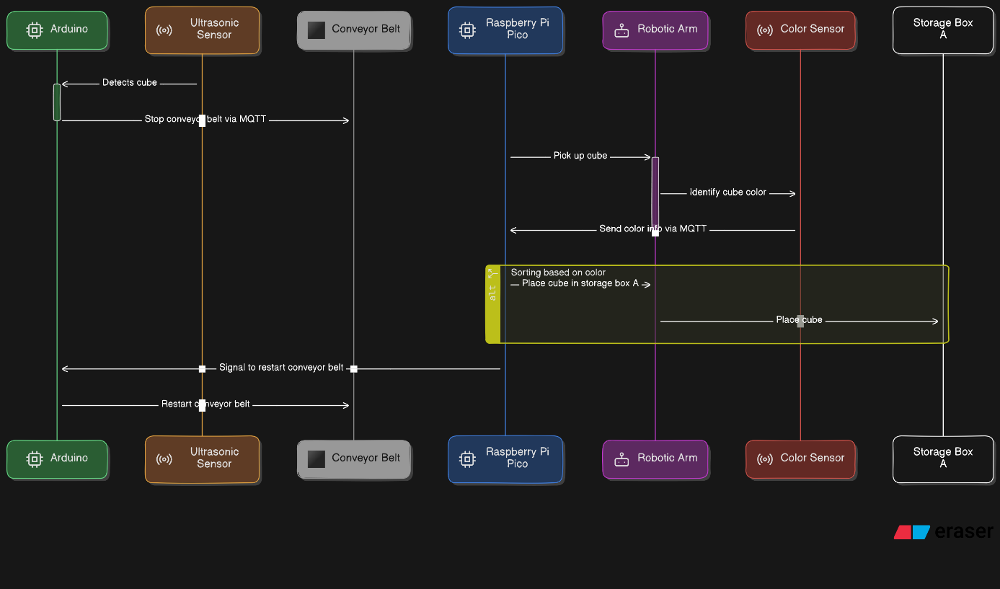 Arduino
Ultrasonic
Sensor
Conveyor Belt
Raspberry Pi
Pico
Robotic Arm
Color Sensor
Storage Box
A
Detects cube
Stop conveyor belt via MQTT
Pick up cube
Identify cube color
Send color info via MQTT
alt
Sorting based on color
Place cube in storage box A
Place cube
Signal to restart conveyor belt
Restart conveyor belt
Arduino
Ultrasonic
Sensor
Conveyor Belt
Raspberry Pi
Pico
Robotic Arm
Color Sensor
Storage Box
A
eraser